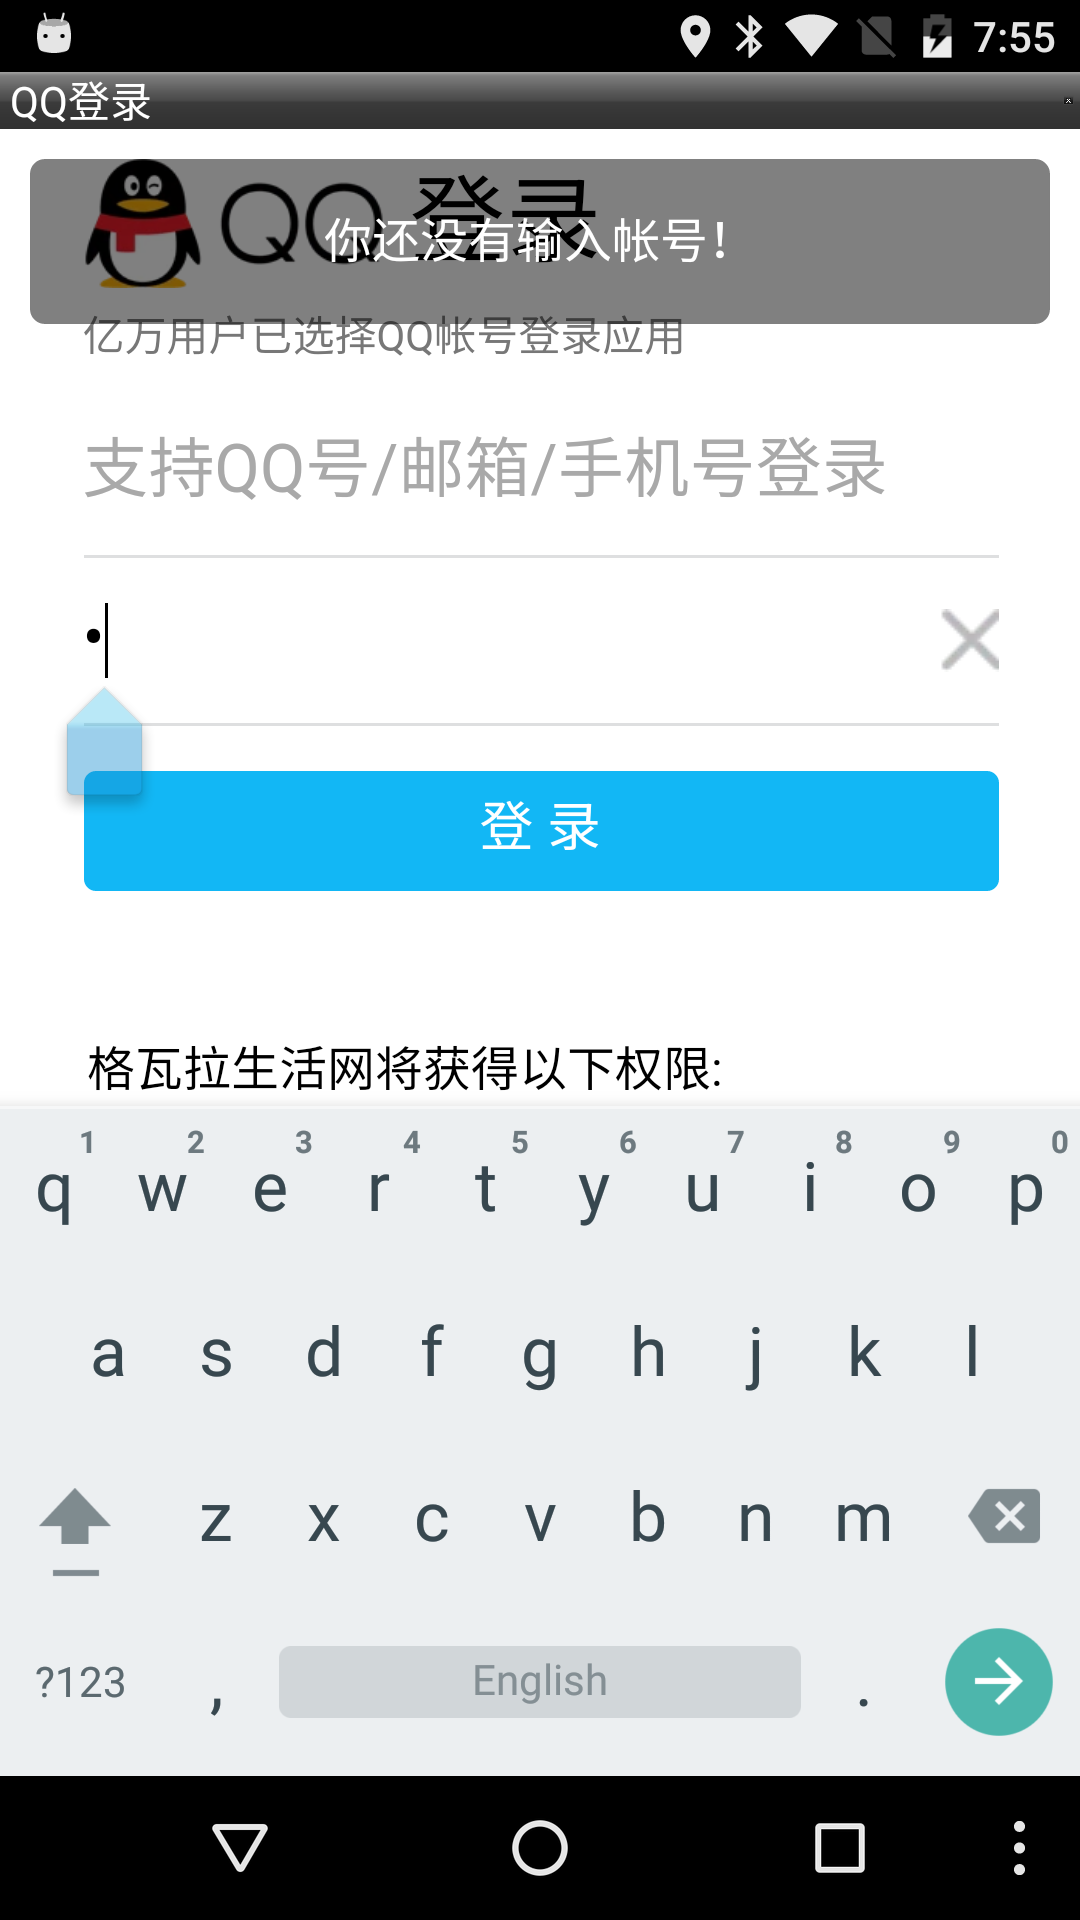 7:55
QQ登录
QQ 登录
你还没有输入帐号！
亿万用户已选择QQ帐号登录应用
支持QQ号/邮箱/手机号登录
登 录
格瓦拉生活网将获得以下权限:
1 2 3 4 5 6 7 8 9 0
q w e r t y u i o p
a s d f g h j k l
z x c v b n m
?123 , English .